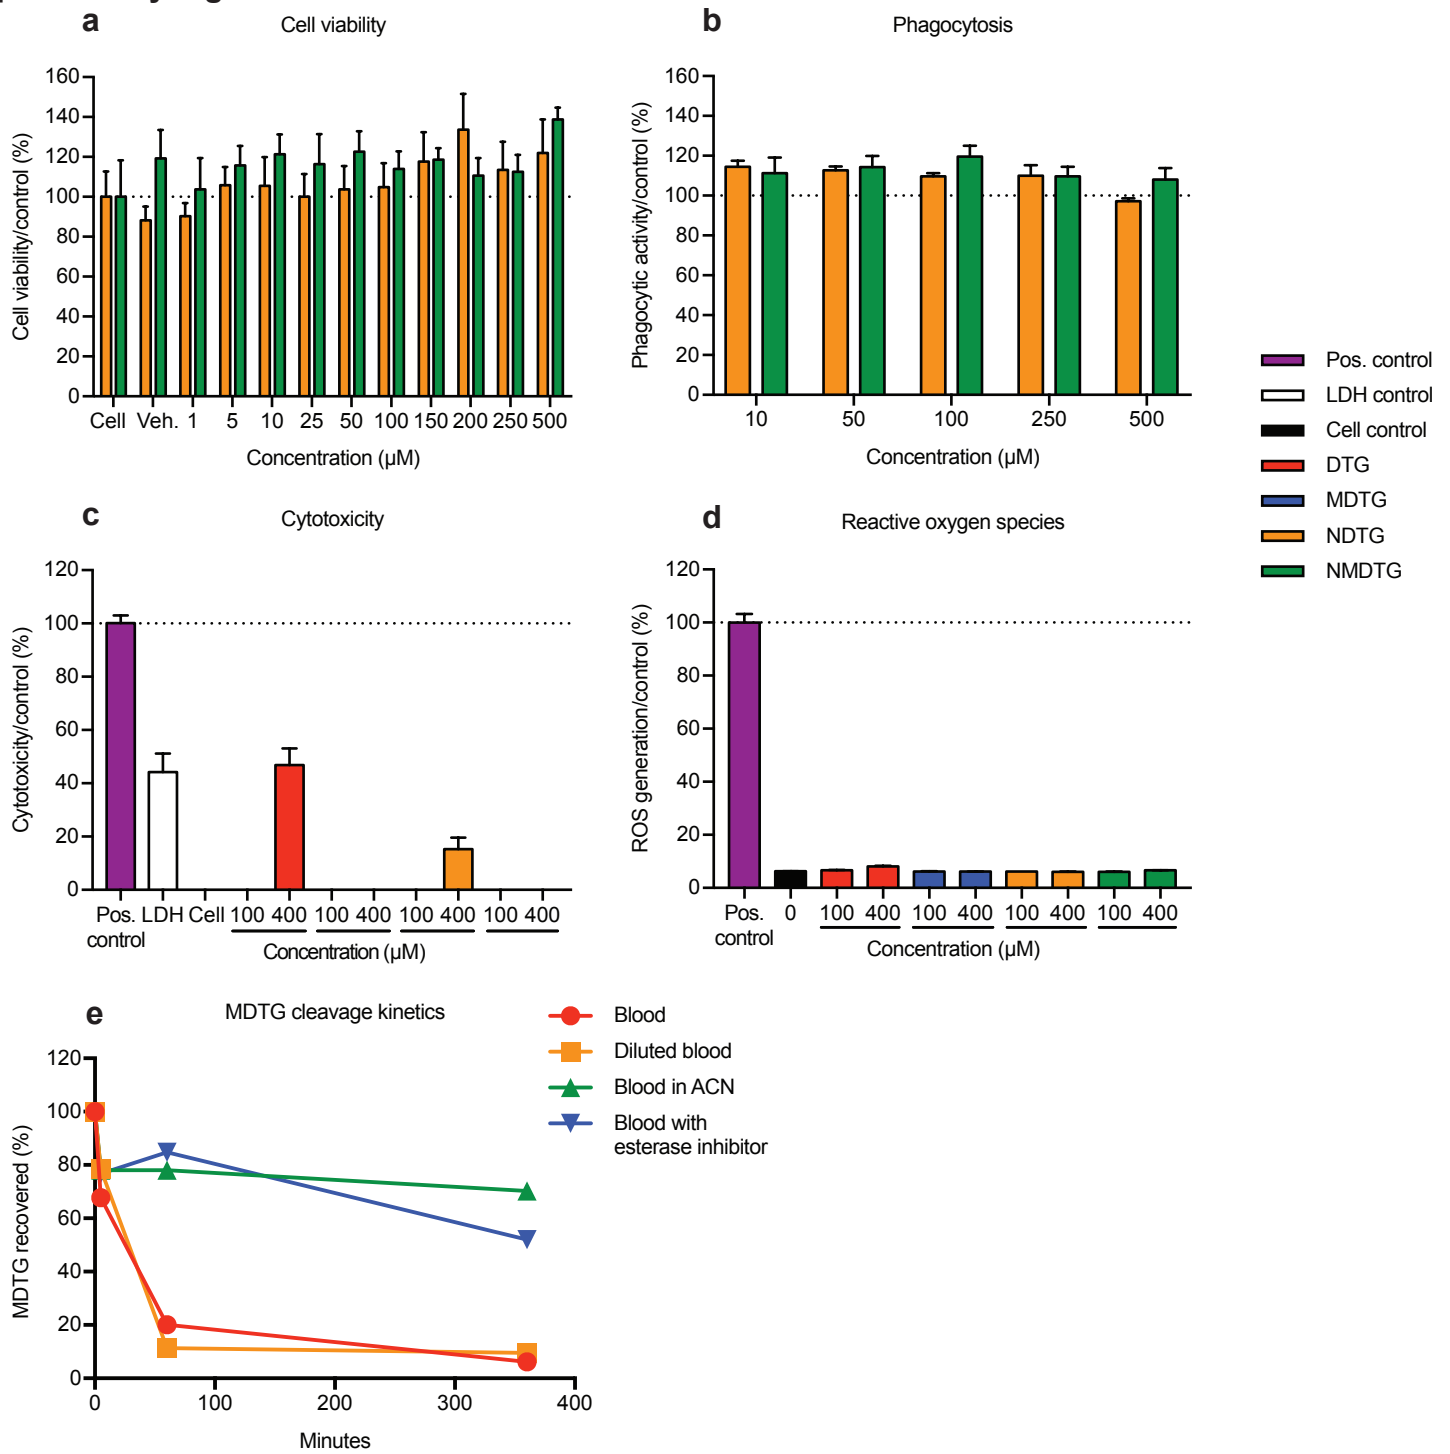 a
Cell viability
160
140
120
100
80
60
40
20
0
Cell viability/control (%)
Cell Veh. 1 5 10 25 50 100 150 200 250 500
Concentration (µM)
b
Phagocytosis
160
140
120
100
80
60
40
20
0
Phagocytic activity/control (%)
10 50 100 250 500
Concentration (µM)
Pos. control
LDH control
Cell control
DTG
MDTG
NDTG
NMDTG
c
Cytotoxicity
120
100
80
60
40
20
0
Cytotoxicity/control (%)
Pos. LDH Cell 100 400 100 400 100 400 100 400
control
Concentration (µM)
d
Reactive oxygen species
120
100
80
60
40
20
0
ROS generation/control (%)
Pos. 0 100 400 100 400 100 400 100 400
control
Concentration (µM)
e
MDTG cleavage kinetics
120
100
80
60
40
20
0
MDTG recovered (%)
0 100 200 300 400
Minutes
Blood
Diluted blood
Blood in ACN
Blood with
esterase inhibitor